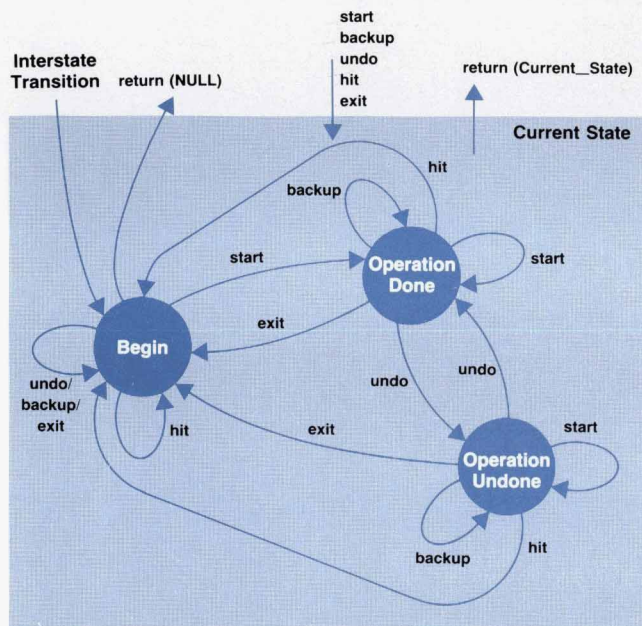 start
backup
undo
hit
exit
Interstate
Transition
return (NULL)
return (Current__State)
Current State
hit
backup
start
Operation
Done
start
exit
Begin
undo
undo
undo/
backup/
exit
hit
exit
start
Operation
Undone
backup
hit